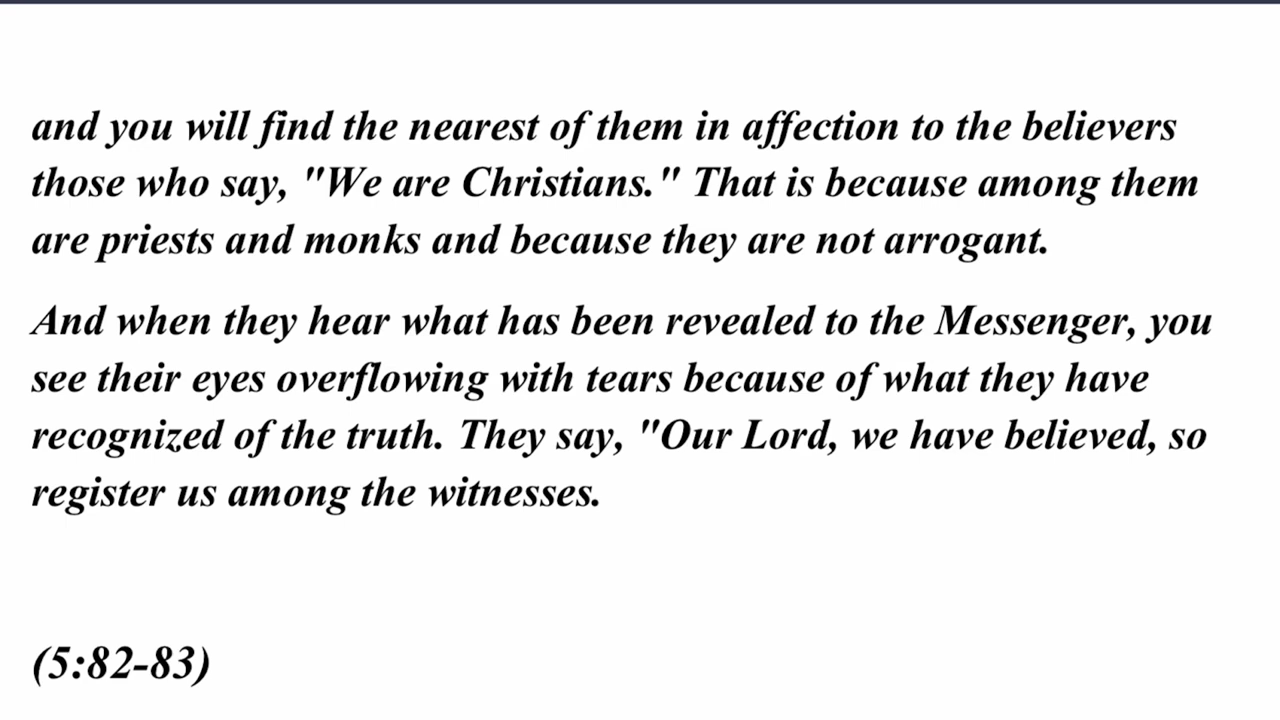 and you will find the nearest of them in affection to the believers
those who say, "We are Christians." That is because among them
are priests and monks and because they are not arrogant.
And when they hear what has been revealed to the Messenger, you
see their eyes overflowing with tears because of what they have
recognized of the truth. They say, "Our Lord, we have believed, so
register us among the witnesses.
(5:82-83)